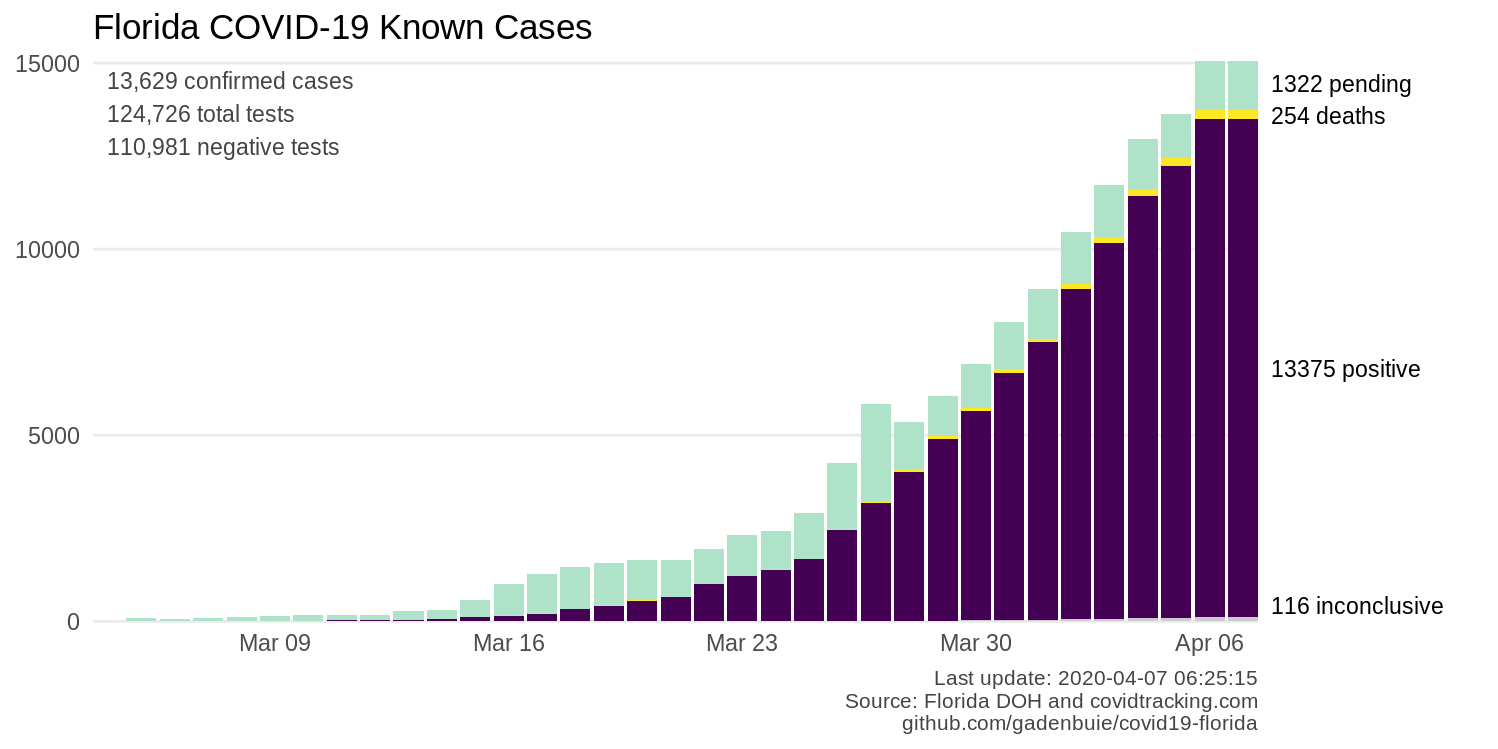 Florida COVID-19 Known Cases
15000
13,629 confirmed cases
124,726 total tests
110,981 negative tests
1322 pending
254 deaths
10000
13375 positive
5000
116 inconclusive
0
Mar 09 Mar 16 Mar 23 Mar 30 Apr 06
Last update: 2020-04-07 06:25:15
Source: Florida DOH and covidtracking.com
github.com/gadenbuie/covid19-florida